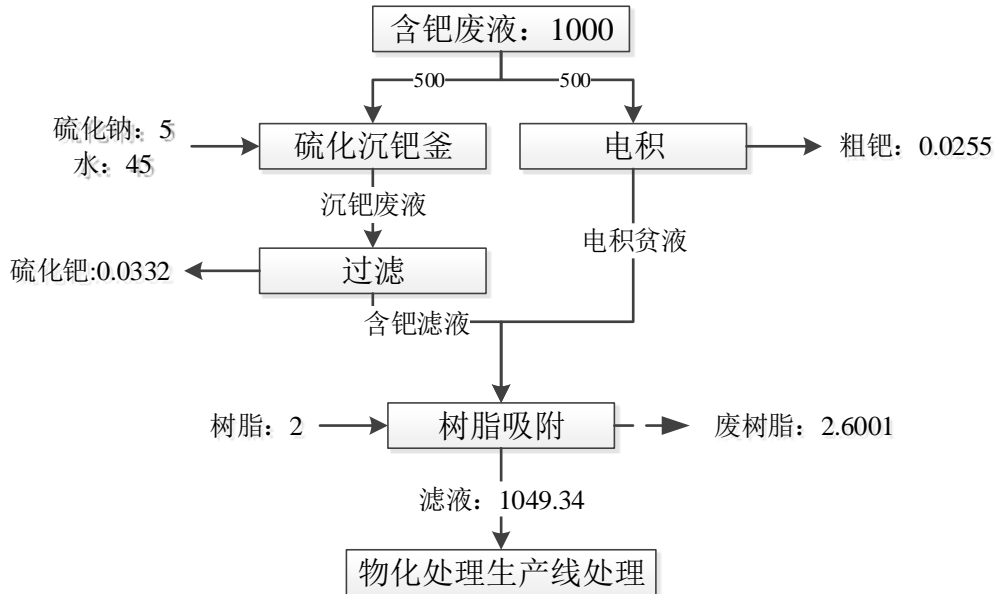 含钯废液：1000
500
500
硫化钠：5
水：45
硫化沉钯釜
电积
粗钯：0.0255
沉钯废液
电积贫液
硫化钯:0.0332
过滤
含钯滤液
树脂：2
树脂吸附
废树脂：2.6001
滤液：1049.34
物化处理生产线处理